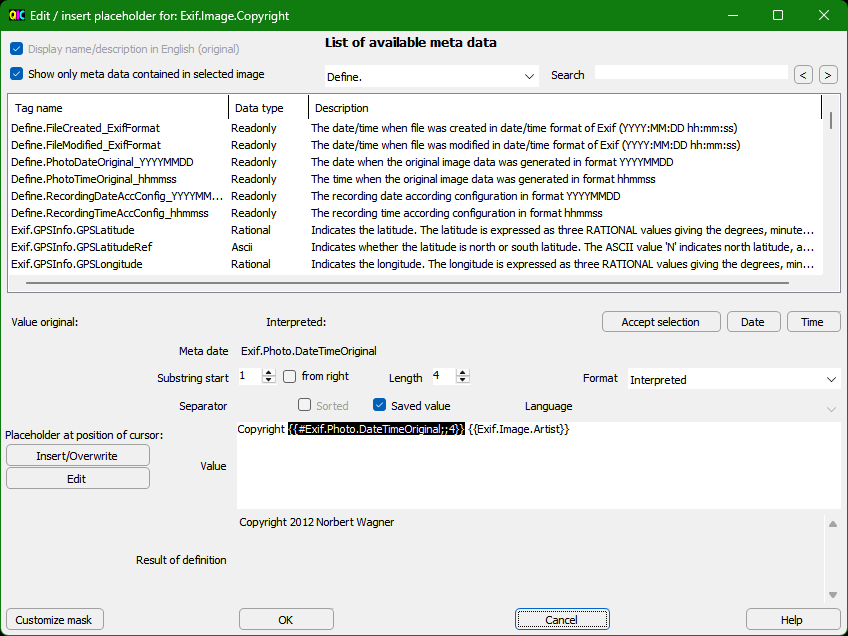 QIC Edit / insert placeholder for: Exif.Image.Copyright
Display name/description in English (original)
List of available meta data
Show only meta data contained in selected image
Define.
Search
<
>
Tag name Data type Description
Define.FileCreated_ExifFormat Readonly The date/time when file was created in date/time format of Exif (YYYY:MM:DD hh:mm:ss)
Define.FileModified_ExifFormat Readonly The date/time when file was modified in date/time format of Exif (YYYY:MM:DD hh:mm:ss)
Define.PhotoDateOriginal_YYYYMMDD Readonly The date when the original image data was generated in format YYYYMMDD
Define.PhotoTimeOriginal_hhmmss Readonly The time when the original image data was generated in format hhmmss
Define.RecordingDateAccConfig_YYYYMM... Readonly The recording date according configuration in format YYYYMMDD
Define.RecordingTimeAccConfig_hhmmss Readonly The recording time according configuration in format hhmmss
Exif.GPSInfo.GPSLatitude Rational Indicates the latitude. The latitude is expressed as three RATIONAL values giving the degrees, minute...
Exif.GPSInfo.GPSLatitudeRef Ascii Indicates whether the latitude is north or south latitude. The ASCII value 'N' indicates north latitude, a...
Exif.GPSInfo.GPSLongitude Rational Indicates the longitude. The longitude is expressed as three RATIONAL values giving the degrees, min...
Value original: Interpreted: Accept selection Date Time
Meta date Exif.Photo.DateTimeOriginal
Substring start 1 from right Length 4 Format Interpreted
Separator Sorted Saved value Language
Placeholder at position of cursor:
Insert/Overwrite
Edit
Value
Copyright {{#Exif.Photo.DateTimeOriginal;;4}} {{Exif.Image.Artist}}
Copyright 2012 Norbert Wagner
Result of definition
Customize mask OK Cancel Help